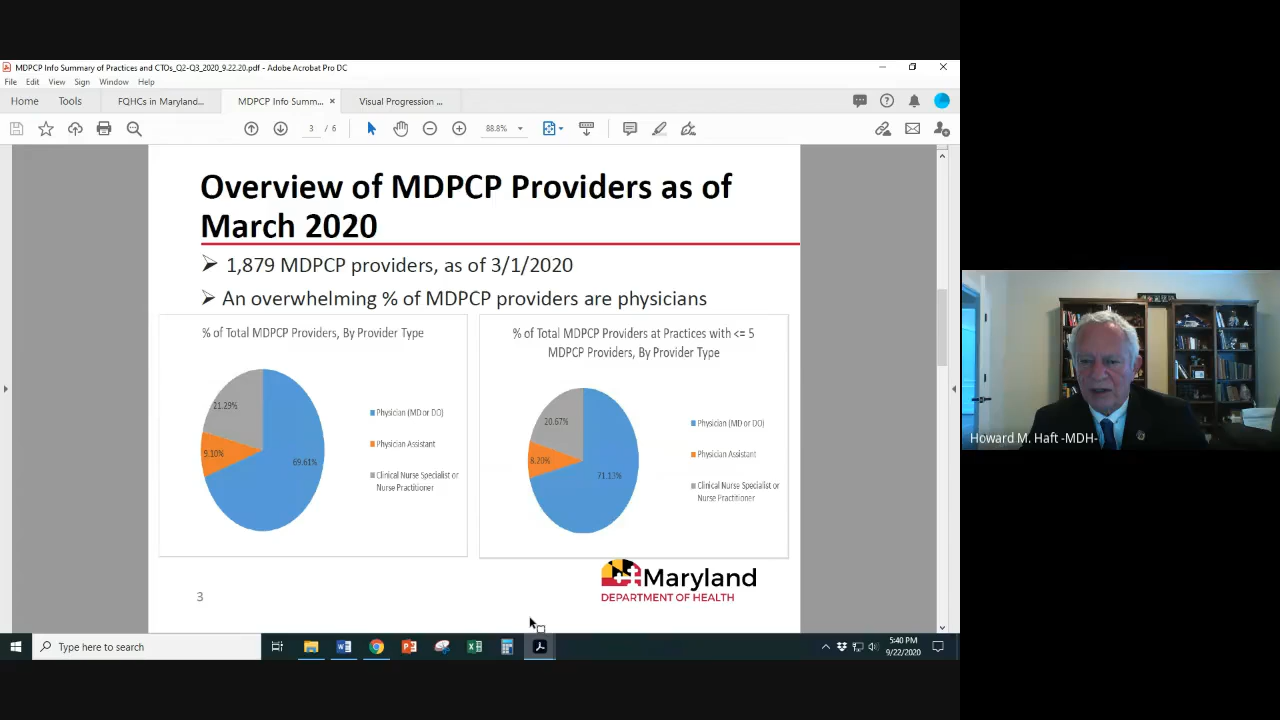 MDPCP Info Summary of Practices and CTOs_Q2-Q3_2020_9.22.20.pdf - Adobe Acrobat Pro DC
File Edit View Sign Window Help
Home Tools FQHCs in Maryland... MDPCP Info Summ... × Visual Progression ...
3 / 6 88.8%
Overview of MDPCP Providers as of
March 2020
1,879 MDPCP providers, as of 3/1/2020
An overwhelming % of MDPCP providers are physicians
% of Total MDPCP Providers, By Provider Type
21.29%
9.10%
69.61%
Physician (MD or DO)
Physician Assistant
Clinical Nurse Specialist or
Nurse Practitioner
% of Total MDPCP Providers at Practices with <= 5
MDPCP Providers, By Provider Type
20.67%
8.20%
71.13%
Physician (MD or DO)
Physician Assistant
Clinical Nurse Specialist or
Nurse Practitioner
Maryland
DEPARTMENT OF HEALTH
3
Howard M. Haft -MDH-
Type here to search
5:40 PM
9/22/2020